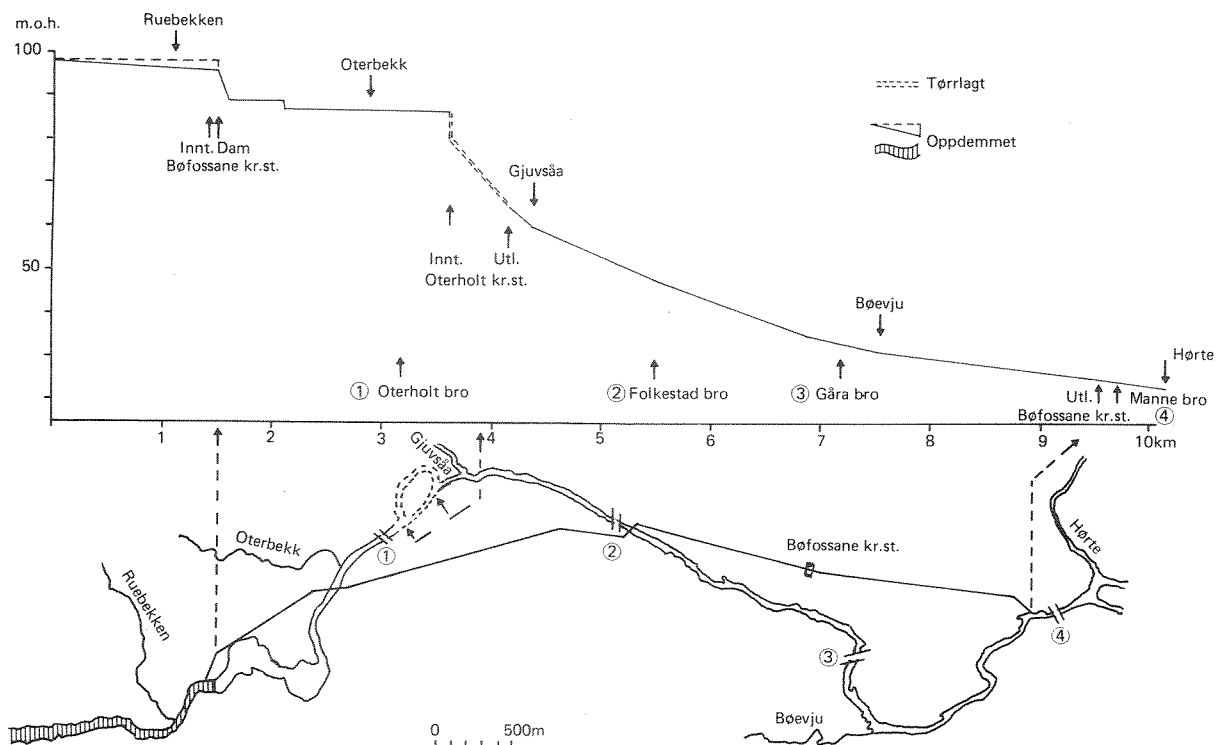 m.o.h.
Ruebekken
100
Oterbekk
Tørrlagt
Innt. Dam
Bøfossane kr.st.
Oppdemmet
Gjuvsåa
50
Innt. Utl.
Oterholt kr.st.
Bøevju
Hørte
① Oterholt bro
② Folkestad bro
③ Gåra bro
Utl. Manne bro
Bøfossane kr.st. ④
1 2 3 4 5 6 7 8 9 10km
Gjuvsåa
Oterbekk
①
②
Bøfossane kr.st.
Hørte
Ruebekken
③
④
Bøevju
0 500m